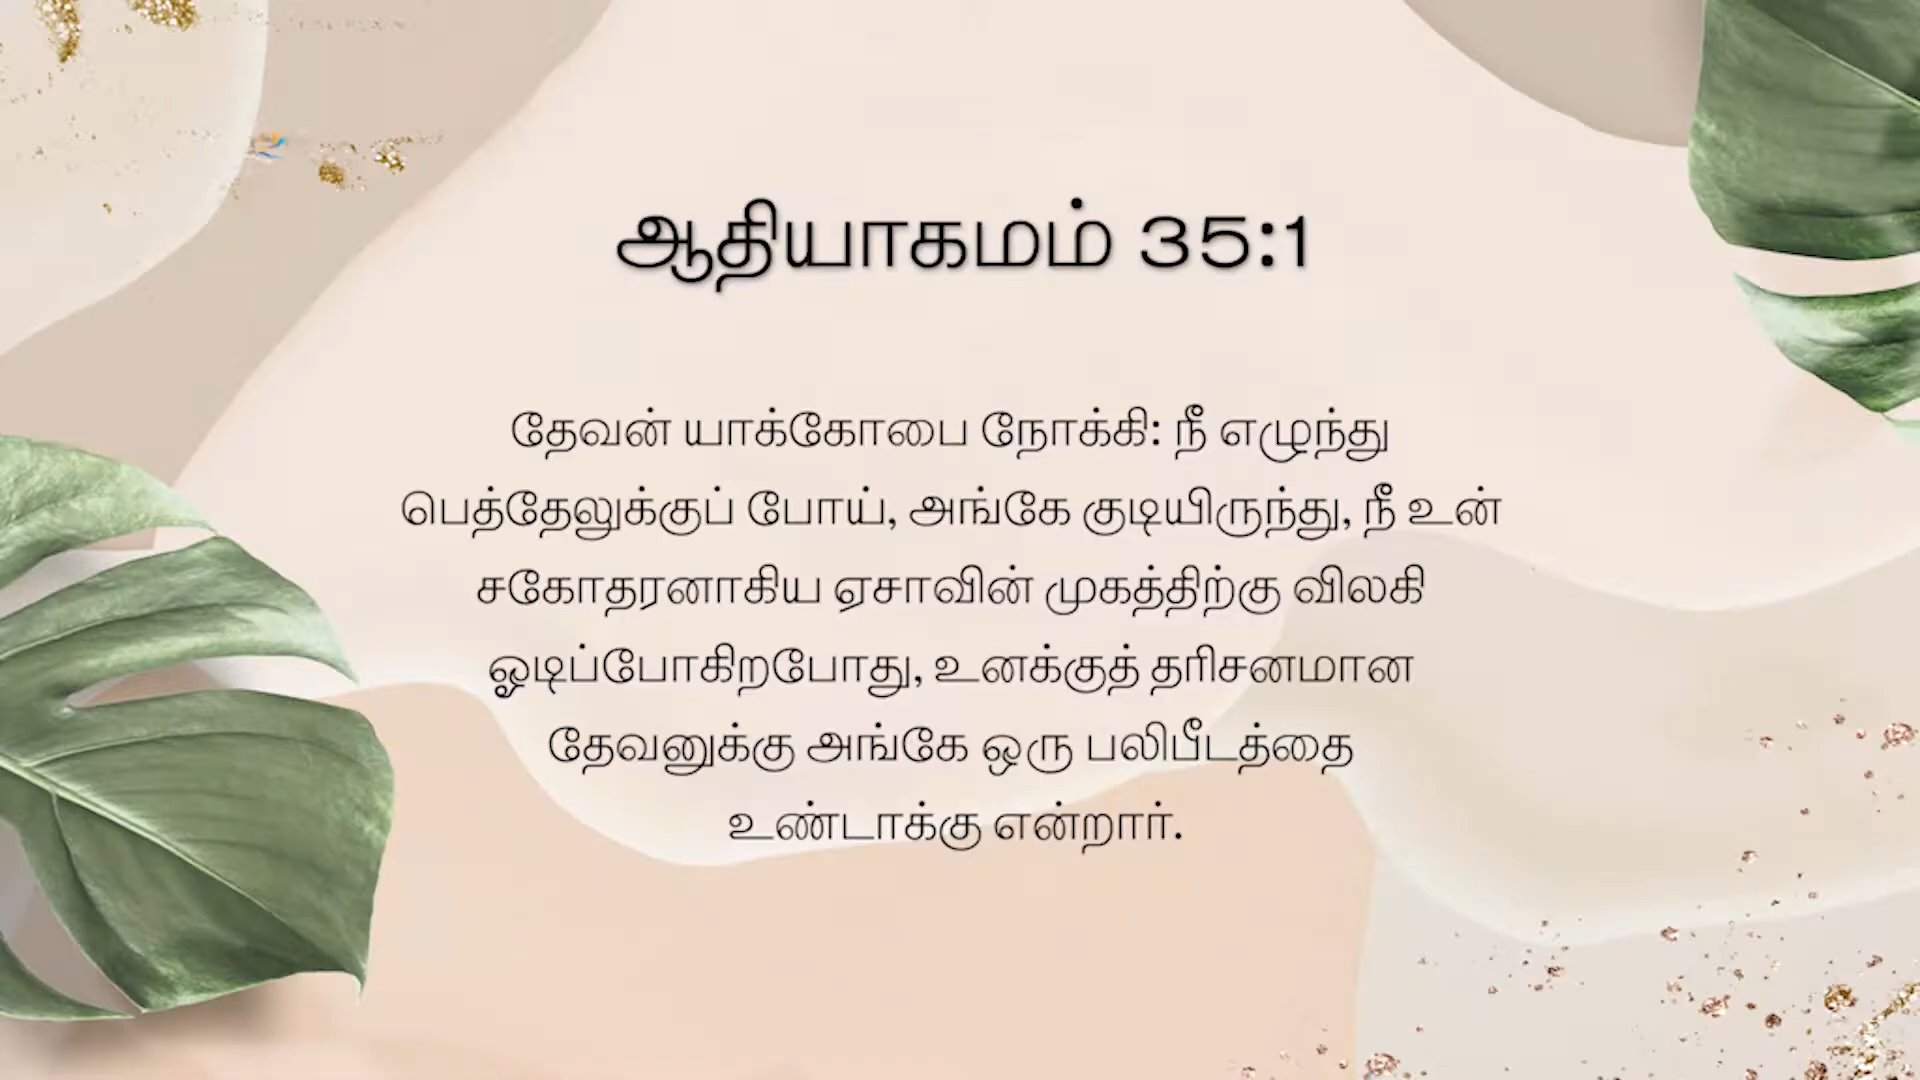 ஆதியாகமம் 35:1
தேவன் யாக்கோபை நோக்கி: நீ எழுந்து
பெத்தேலுக்குப் போய், அங்கே குடியிருந்து, நீ உன்
சகோதரனாகிய ஏசாவின் முகத்திற்கு விலகி
ஓடிப்போகிறபோது, உனக்குத் தரிசனமான
தேவனுக்கு அங்கே ஒரு பலிபீடத்தை
உண்டாக்கு என்றார்.